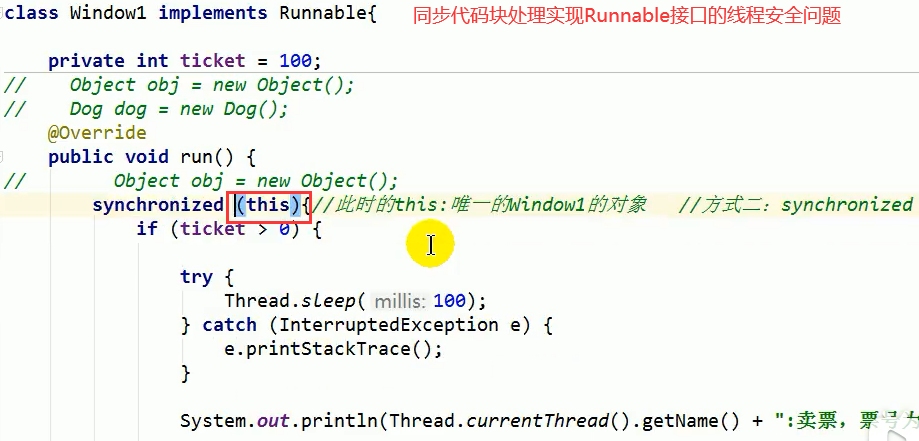 class Window1 implements Runnable{ 同步代码块处理实现Runnable接口的线程安全问题
private int ticket = 100;
// Object obj = new Object();
// Dog dog = new Dog();
@Override
public void run() {
// Object obj = new Object();
synchronized (this){//此时的this:唯一的Window1的对象 //方式二：synchronized
if (ticket > 0) {
try {
Thread.sleep( millis: 100);
} catch (InterruptedException e) {
e.printStackTrace();
}
System.out.println(Thread.currentThread().getName() + ":卖票，票号为